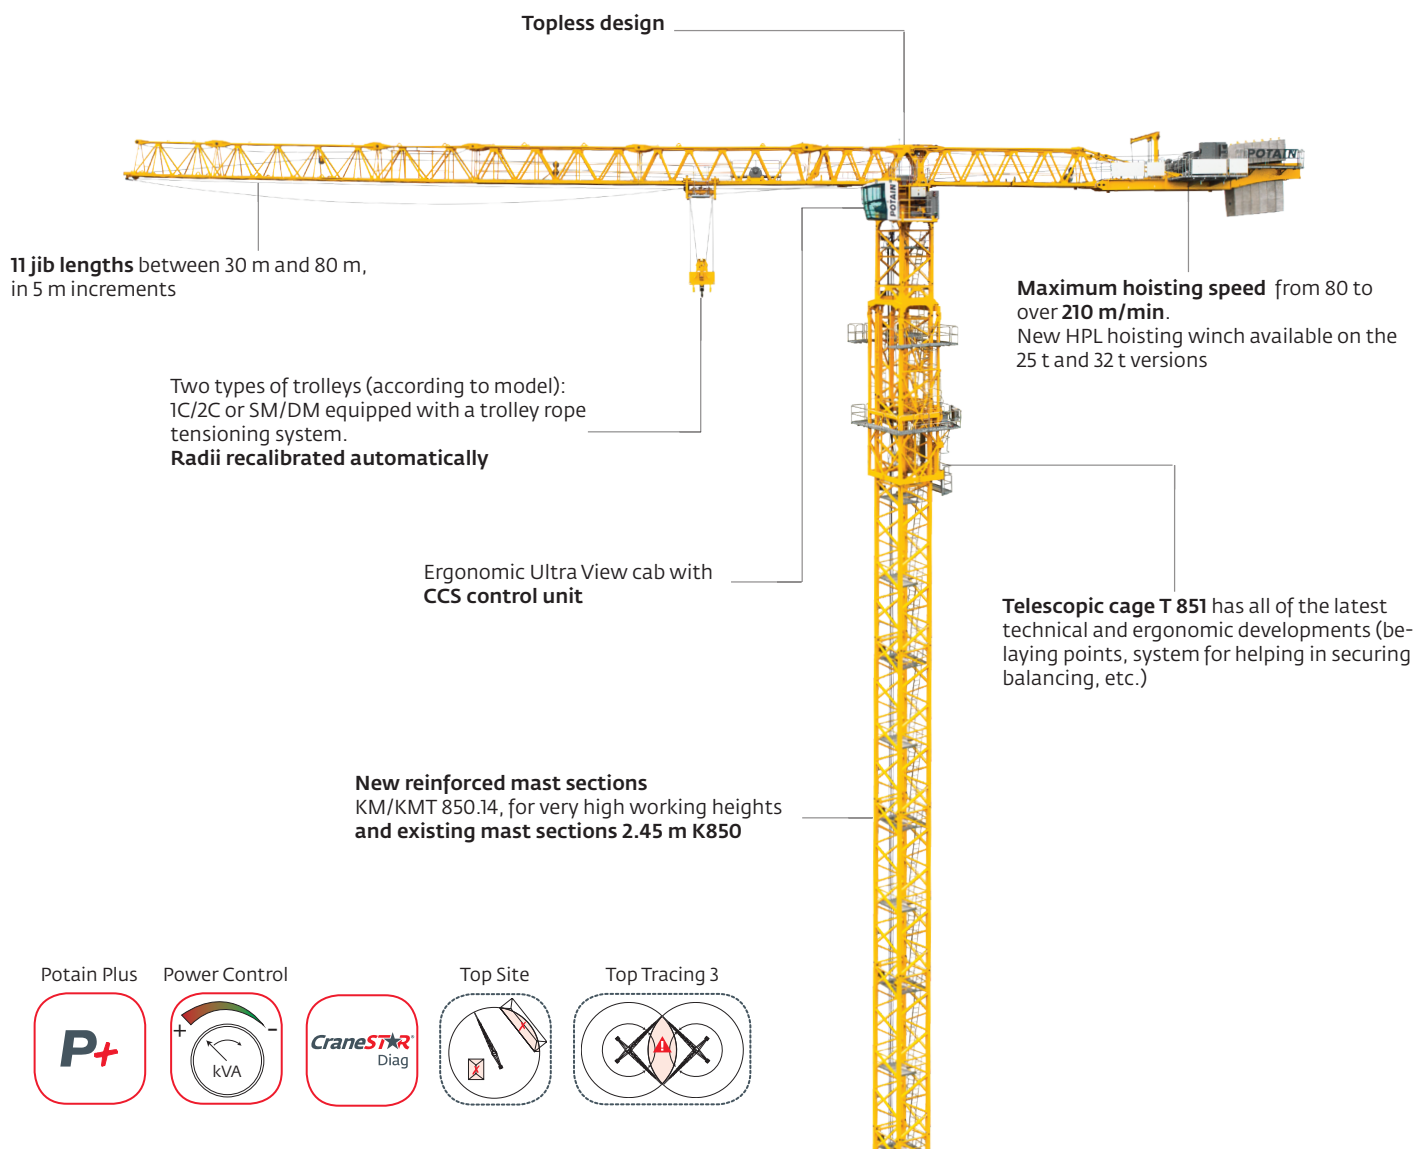 Topless design
POTAIN
POTAIN
11 jib lengths between 30 m and 80 m,
in 5 m increments
Maximum hoisting speed from 80 to
over 210 m/min.
New HPL hoisting winch available on the
25 t and 32 t versions
Two types of trolleys (according to model):
1C/2C or SM/DM equipped with a trolley rope
tensioning system.
Radii recalibrated automatically
Ergonomic Ultra View cab with
CCS control unit
Telescopic cage T 851 has all of the latest
technical and ergonomic developments (be-
laying points, system for helping in securing
balancing, etc.)
New reinforced mast sections
KM/KMT 850.14, for very high working heights
and existing mast sections 2.45 m K850
Potain Plus
Power Control
Top Site
Top Tracing 3
P+
+ -
kVA
CraneSTAR
Diag